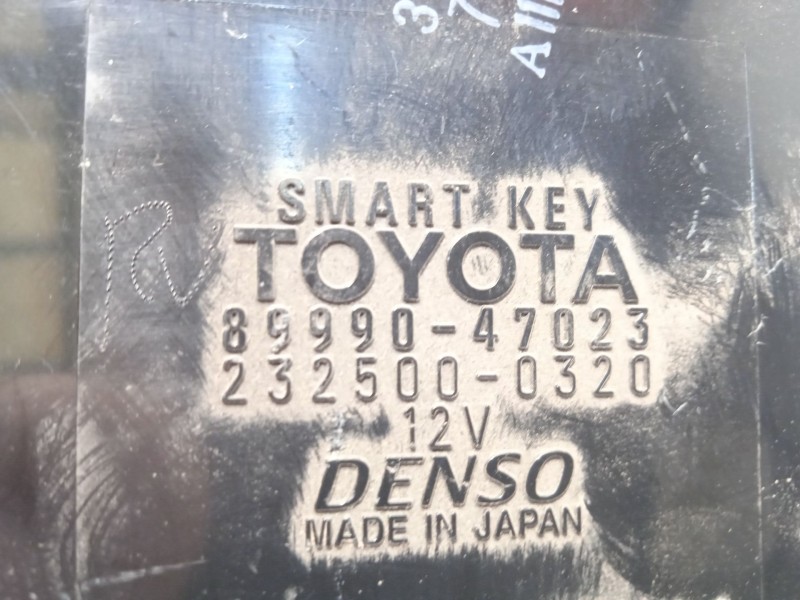 SMART KEY
TOYOTA
89990-47023
232500-0320
12V
DENSO
MADE IN JAPAN